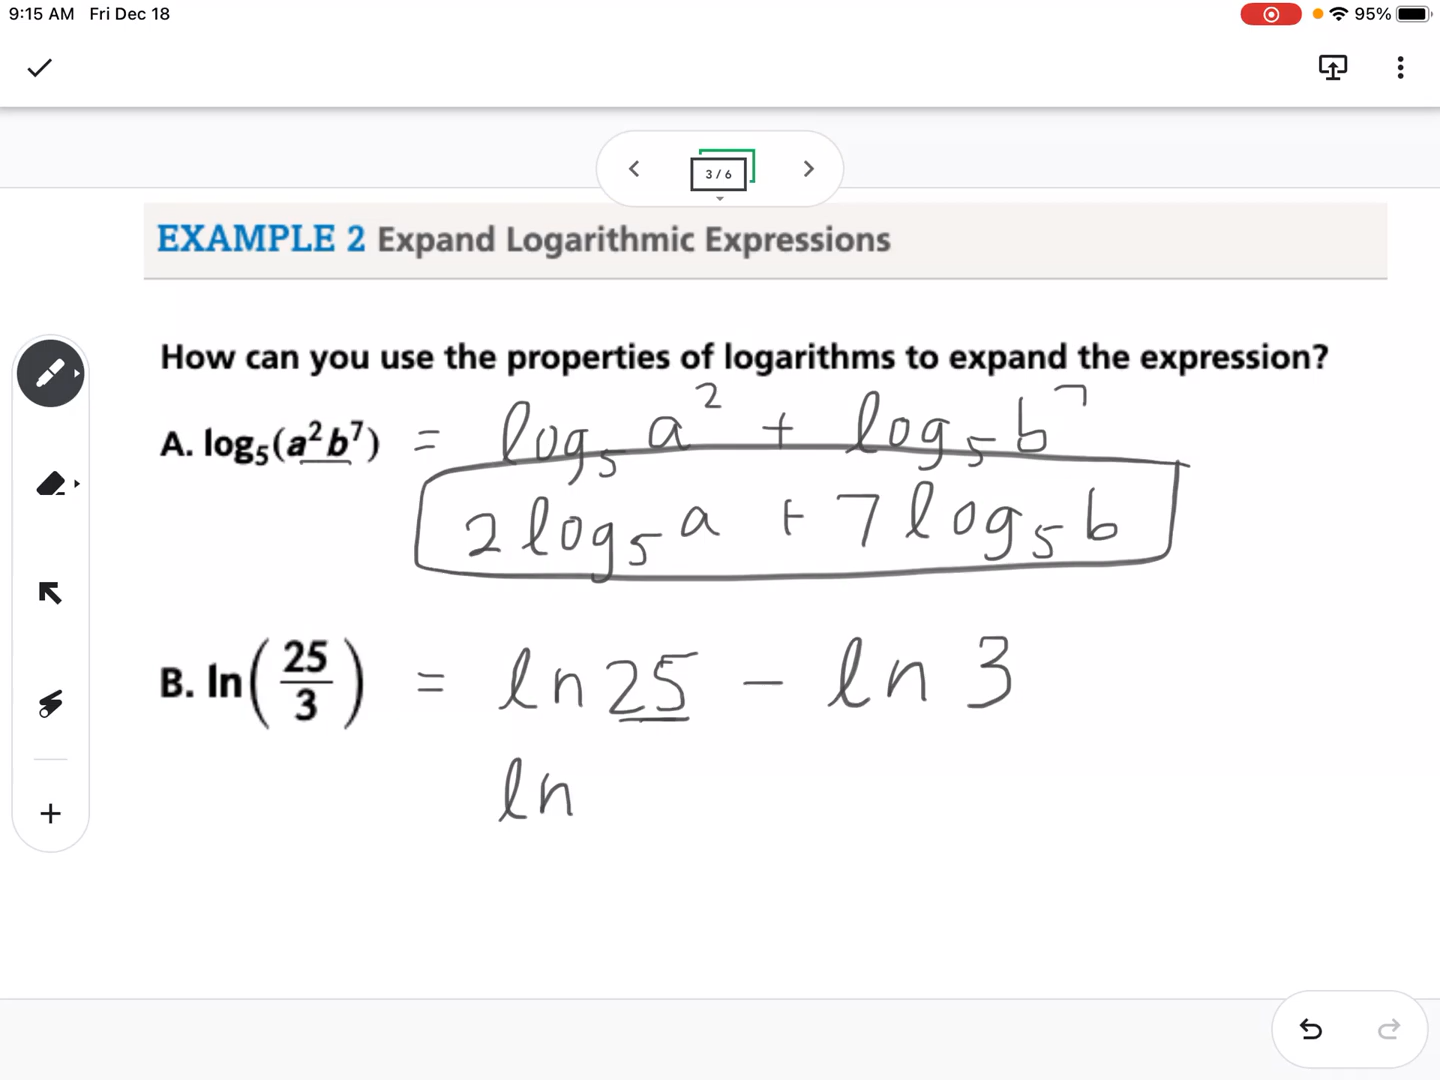 9:15 AM Fri Dec 18 95%
3 / 6
EXAMPLE 2 Expand Logarithmic Expressions
How can you use the properties of logarithms to expand the expression?
A. log₅(a²b⁷) = log₅ a² + log₅ b⁷
2 log₅ a + 7 log₅ b
B. ln(25/3) = ln 25 − ln 3
ln